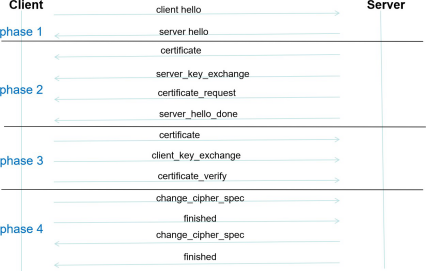 Client Server
client hello
phase 1
server hello
certificate
server_key_exchange
phase 2
certificate_request
server_hello_done
certificate
client_key_exchange
phase 3
certificate_verify
change_cipher_spec
finished
phase 4
change_cipher_spec
finished